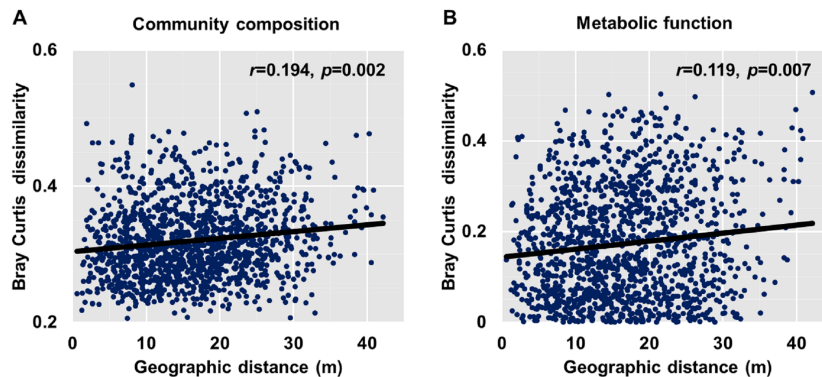 A
Community composition
r=0.194, p=0.002
Bray Curtis dissimilarity
0.6
0.4
0.2
0
10
20
30
40
Geographic distance (m)
B
Metabolic function
r=0.119, p=0.007
Bray Curtis dissimilarity
0.6
0.4
0.2
0
0
10
20
30
40
Geographic distance (m)